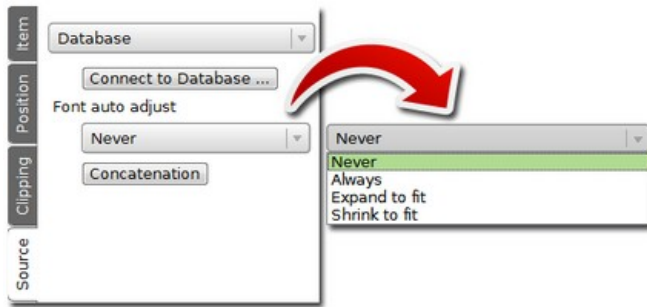 Item
Position
Clipping
Source
Database
Connect to Database ...
Font auto adjust
Never
Concatenation
Never
Never
Always
Expand to fit
Shrink to fit